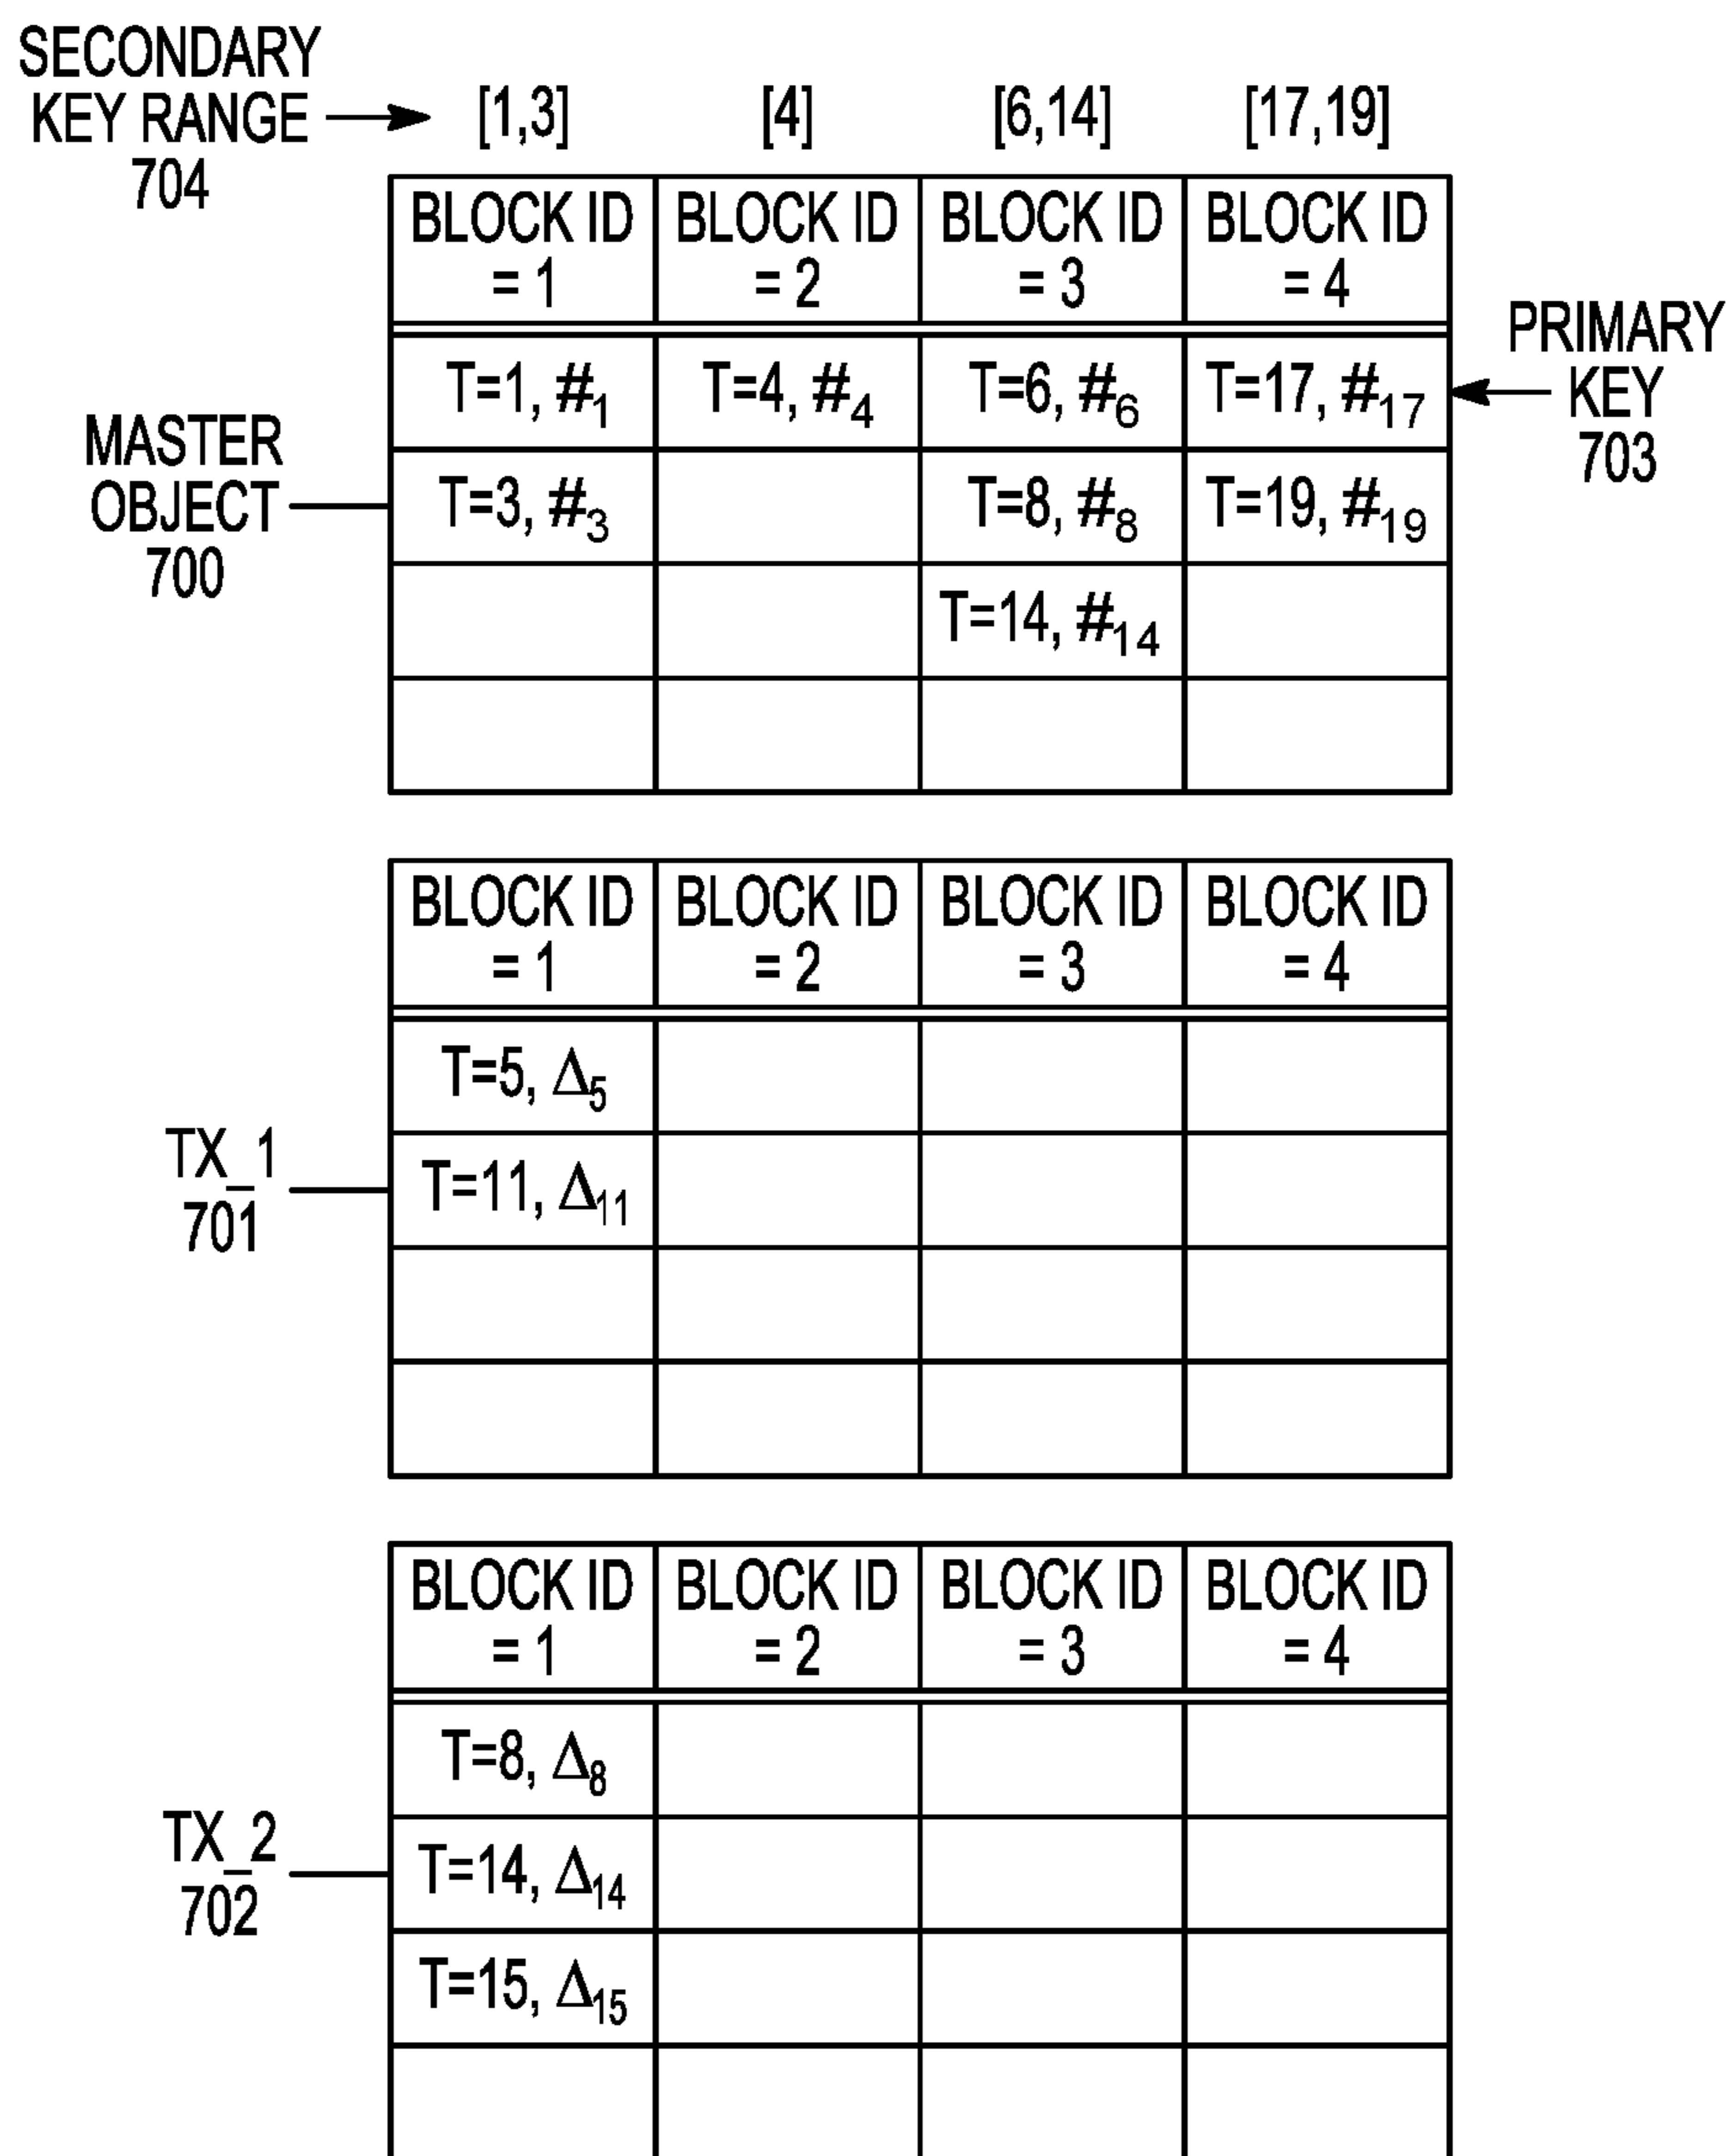 SECONDARY
KEY RANGE
704
[1,3] [4] [6,14] [17,19]
BLOCK ID BLOCK ID BLOCK ID BLOCK ID
= 1 = 2 = 3 = 4
PRIMARY
KEY
703
T=1, #1 T=4, #4 T=6, #6 T=17, #17
MASTER
OBJECT
700
T=3, #3 T=8, #8 T=19, #19
T=14, #14
BLOCK ID BLOCK ID BLOCK ID BLOCK ID
= 1 = 2 = 3 = 4
T=5, Δ5
TX_1
701
T=11, Δ11
BLOCK ID BLOCK ID BLOCK ID BLOCK ID
= 1 = 2 = 3 = 4
T=8, Δ8
TX_2
702
T=14, Δ14
T=15, Δ15